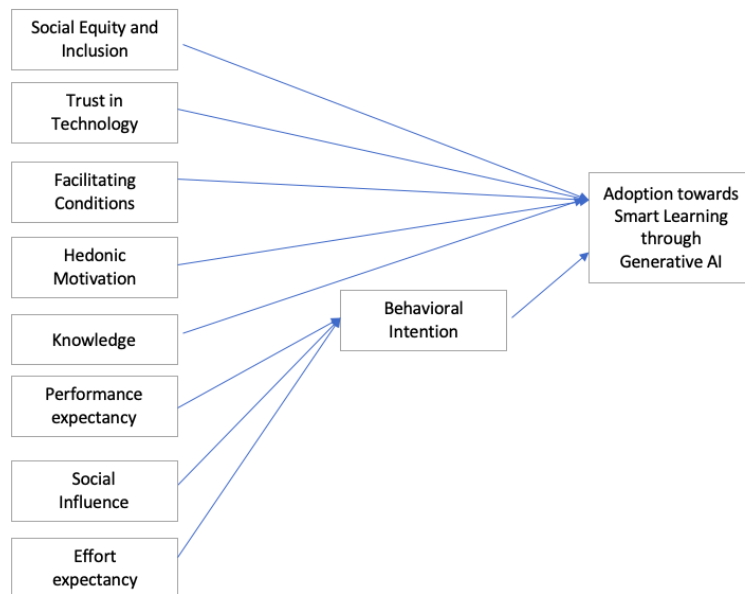 Social Equity and
Inclusion
Trust in
Technology
Facilitating
Conditions
Hedonic
Motivation
Knowledge
Performance
expectancy
Social
Influence
Effort
expectancy
Behavioral
Intention
Adoption towards
Smart Learning
through
Generative AI